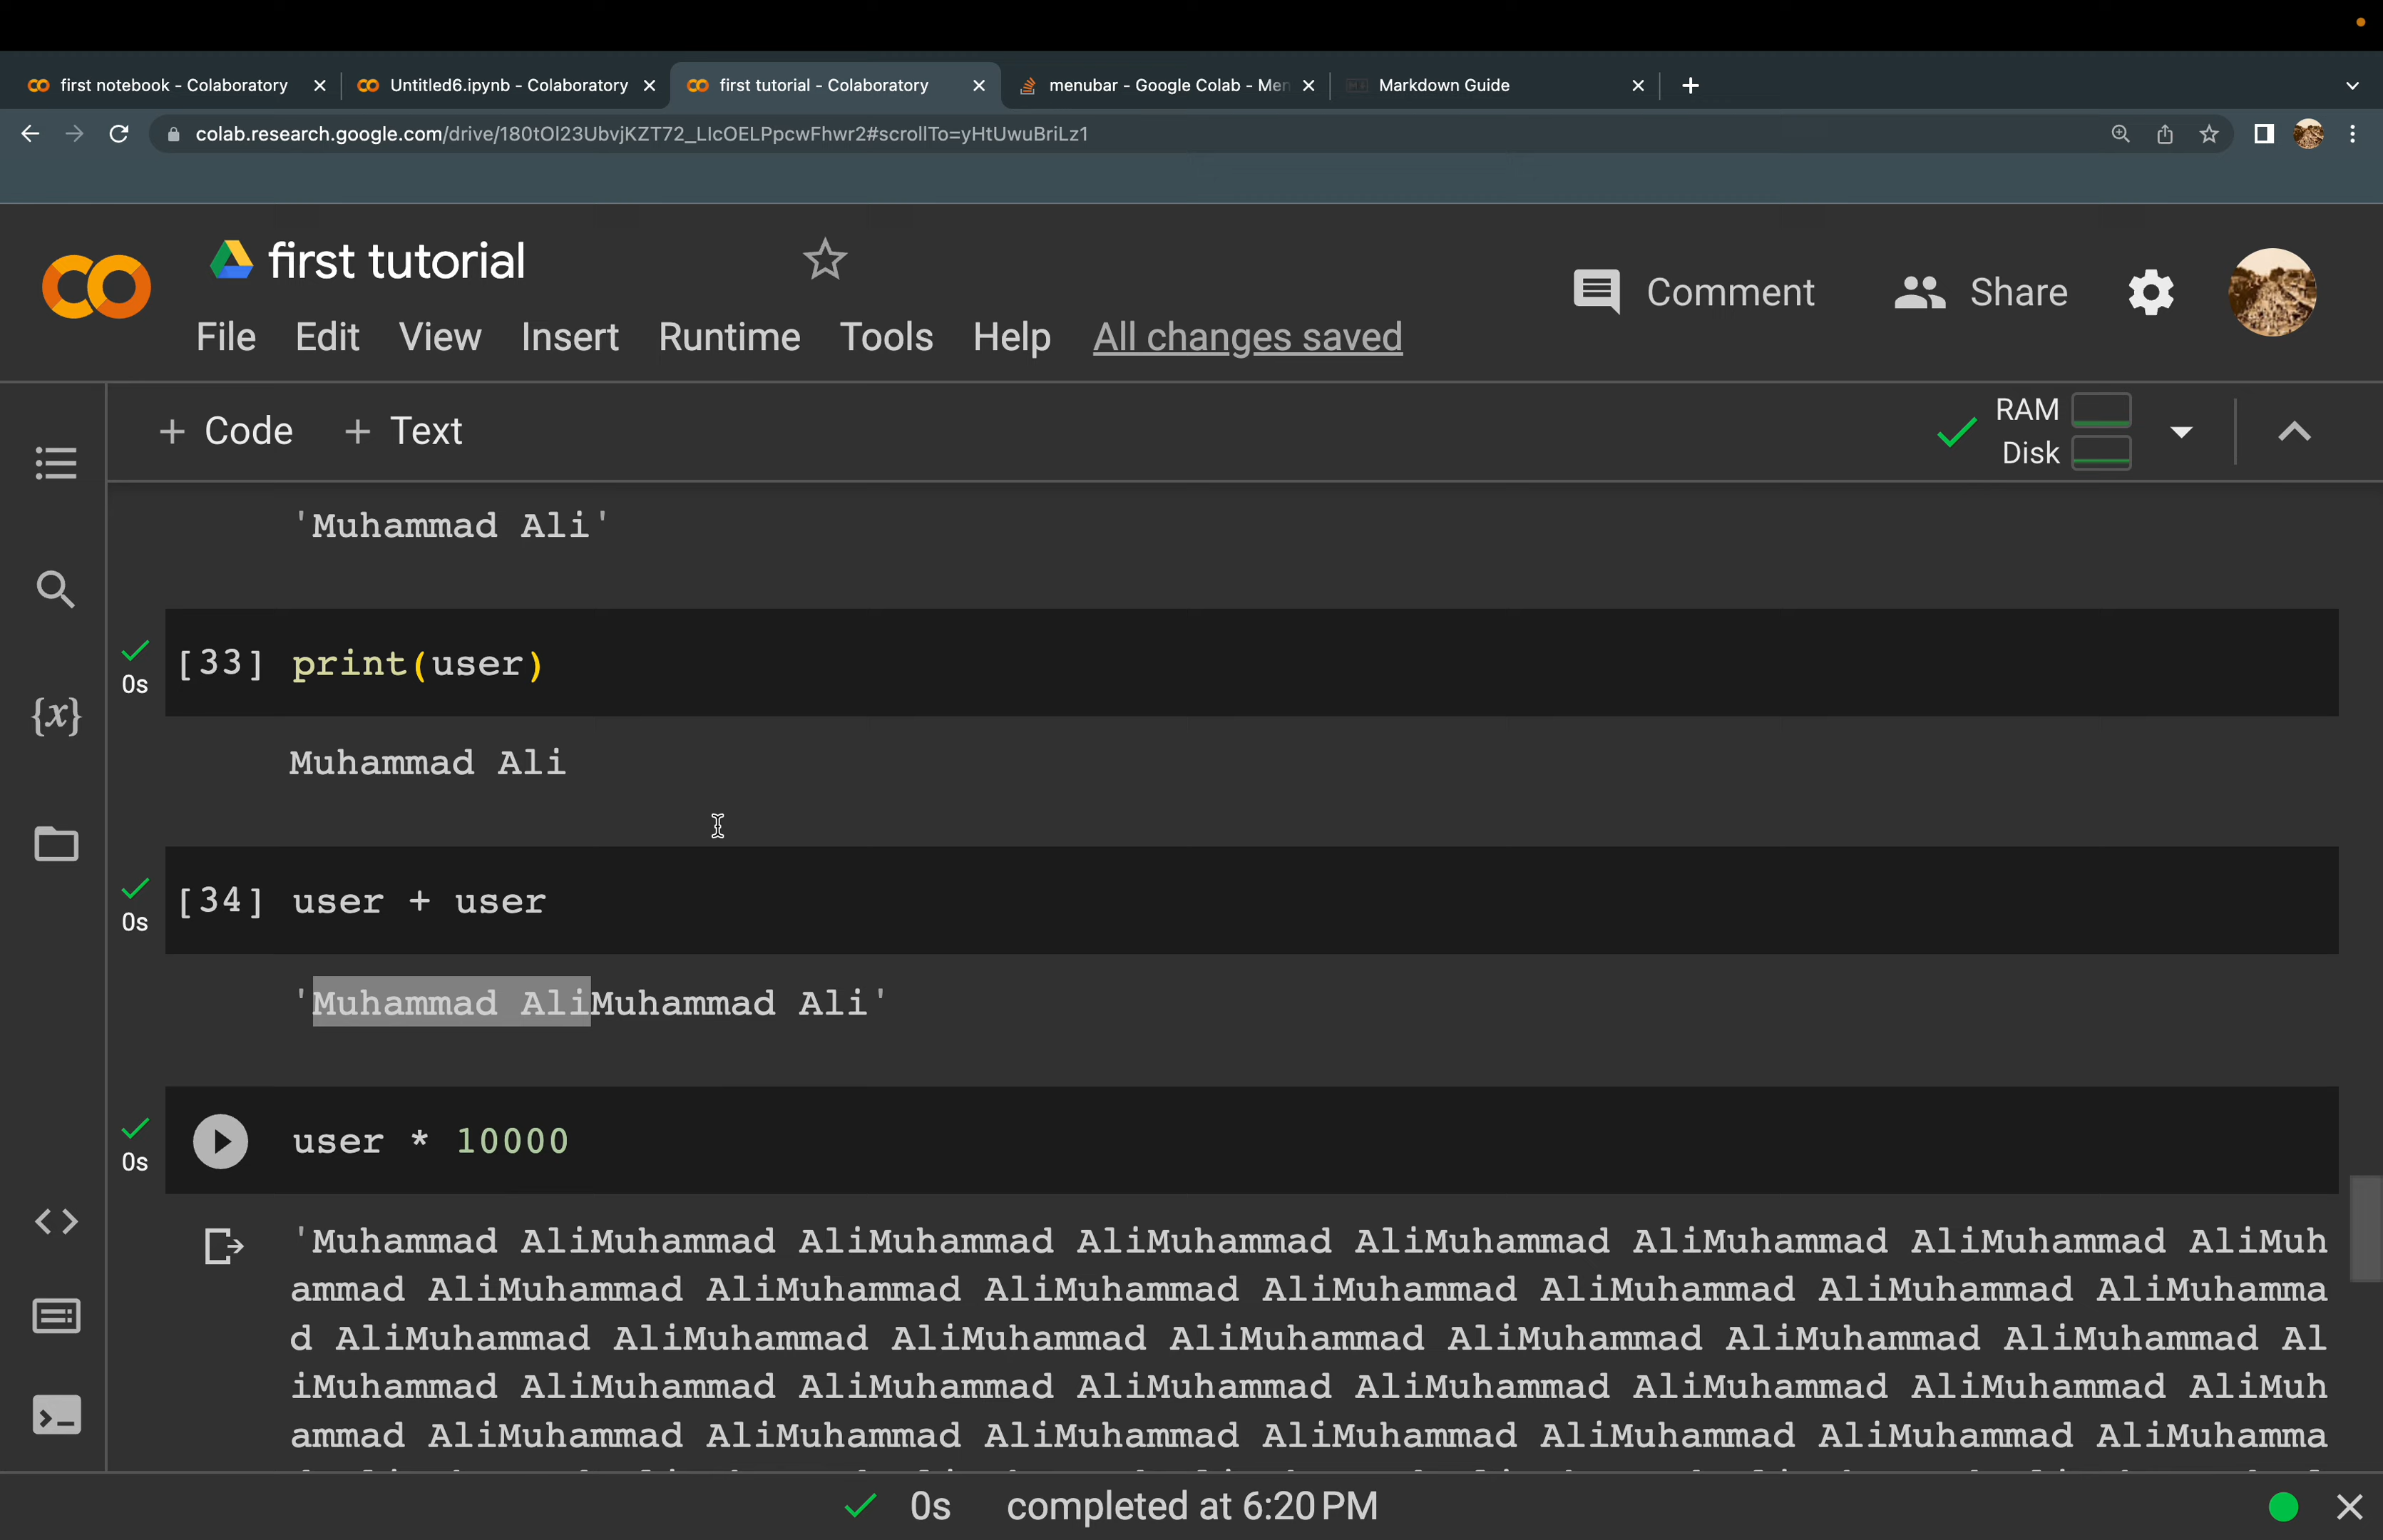 first notebook - Colaboratory
Untitled6.ipynb - Colaboratory
first tutorial - Colaboratory
menubar - Google Colab - Men
Markdown Guide
colab.research.google.com/drive/180tOl23UbvjKZT72_LIcOELPpcwFhwr2#scrollTo=yHtUwuBriLz1
first tutorial
Comment
Share
File Edit View Insert Runtime Tools Help All changes saved
+ Code + Text
RAM
Disk
'Muhammad Ali'
{x}
[33] print(user)
0s
Muhammad Ali
[34] user + user
0s
'Muhammad AliMuhammad Ali'
user * 10000
0s
'Muhammad AliMuhammad AliMuhammad AliMuhammad AliMuhammad AliMuhammad AliMuhammad AliMuh
ammad AliMuhammad AliMuhammad AliMuhammad AliMuhammad AliMuhammad AliMuhammad AliMuhamma
d AliMuhammad AliMuhammad AliMuhammad AliMuhammad AliMuhammad AliMuhammad AliMuhammad Al
iMuhammad AliMuhammad AliMuhammad AliMuhammad AliMuhammad AliMuhammad AliMuhammad AliMuh
ammad AliMuhammad AliMuhammad AliMuhammad AliMuhammad AliMuhammad AliMuhammad AliMuhamma
0s completed at 6:20 PM